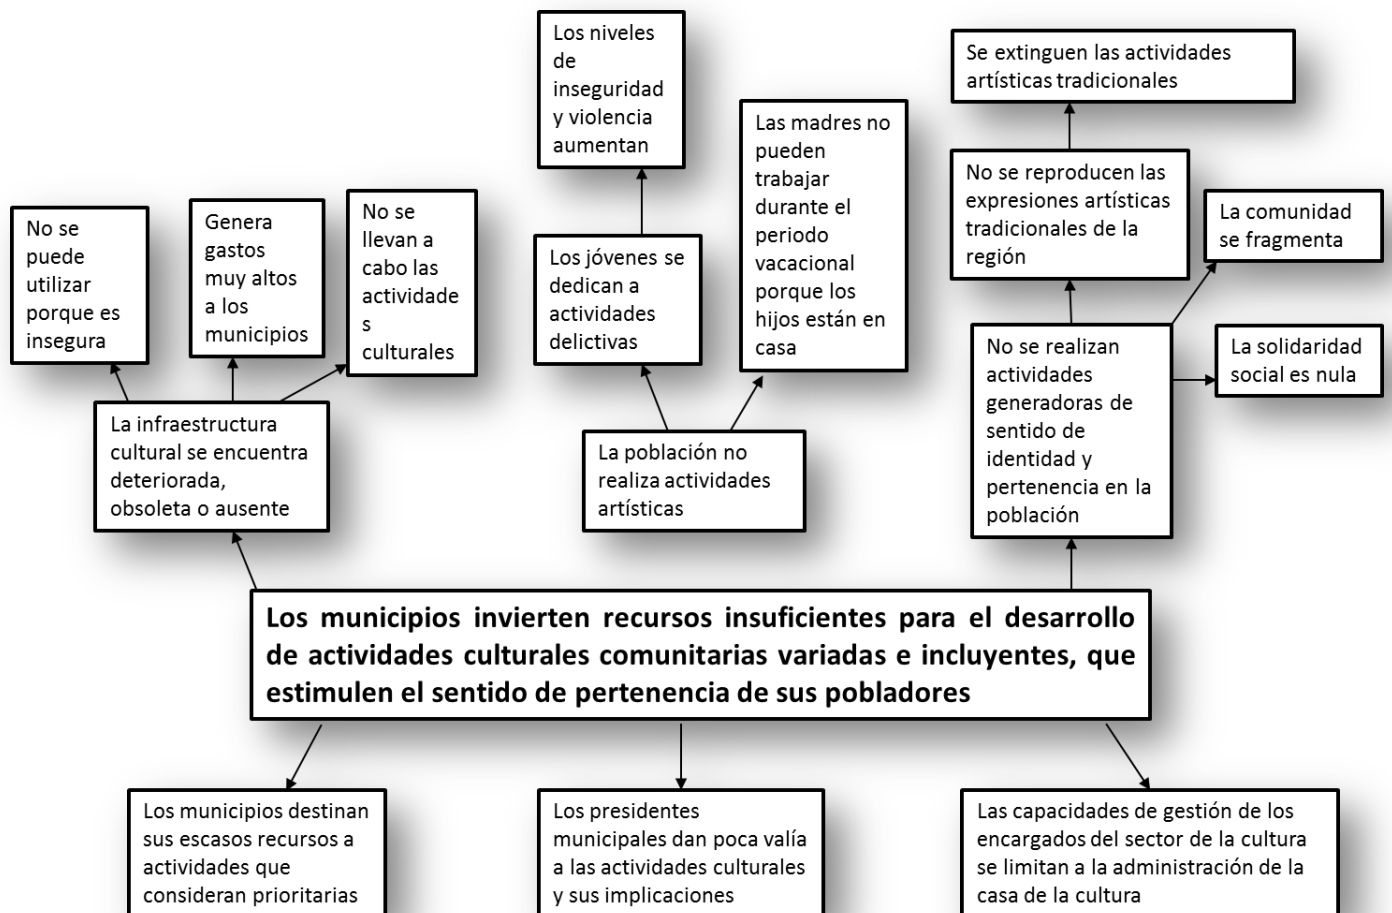 Los niveles
de
inseguridad
y violencia
aumentan
Se extinguen las actividades
artísticas tradicionales
Las madres no
pueden
trabajar
durante el
periodo
vacacional
porque los
hijos están en
casa
No se reproducen las
expresiones artísticas
tradicionales de la
región
La comunidad
se fragmenta
No se
puede
utilizar
porque es
insegura
Genera
gastos
muy altos
a los
municipios
No se
llevan a
cabo las
actividade
s
culturales
Los jóvenes se
dedican a
actividades
delictivas
No se realizan
actividades
generadoras de
sentido de
identidad y
pertenencia en la
población
La solidaridad
social es nula
La infraestructura
cultural se encuentra
deteriorada,
obsoleta o ausente
La población no
realiza actividades
artísticas
Los municipios invierten recursos insuficientes para el desarrollo
de actividades culturales comunitarias variadas e incluyentes, que
estimulen el sentido de pertenencia de sus pobladores
Los municipios destinan
sus escasos recursos a
actividades que
consideran prioritarias
Los presidentes
municipales dan poca valía
a las actividades culturales
y sus implicaciones
Las capacidades de gestión de los
encargados del sector de la cultura
se limitan a la administración de la
casa de la cultura